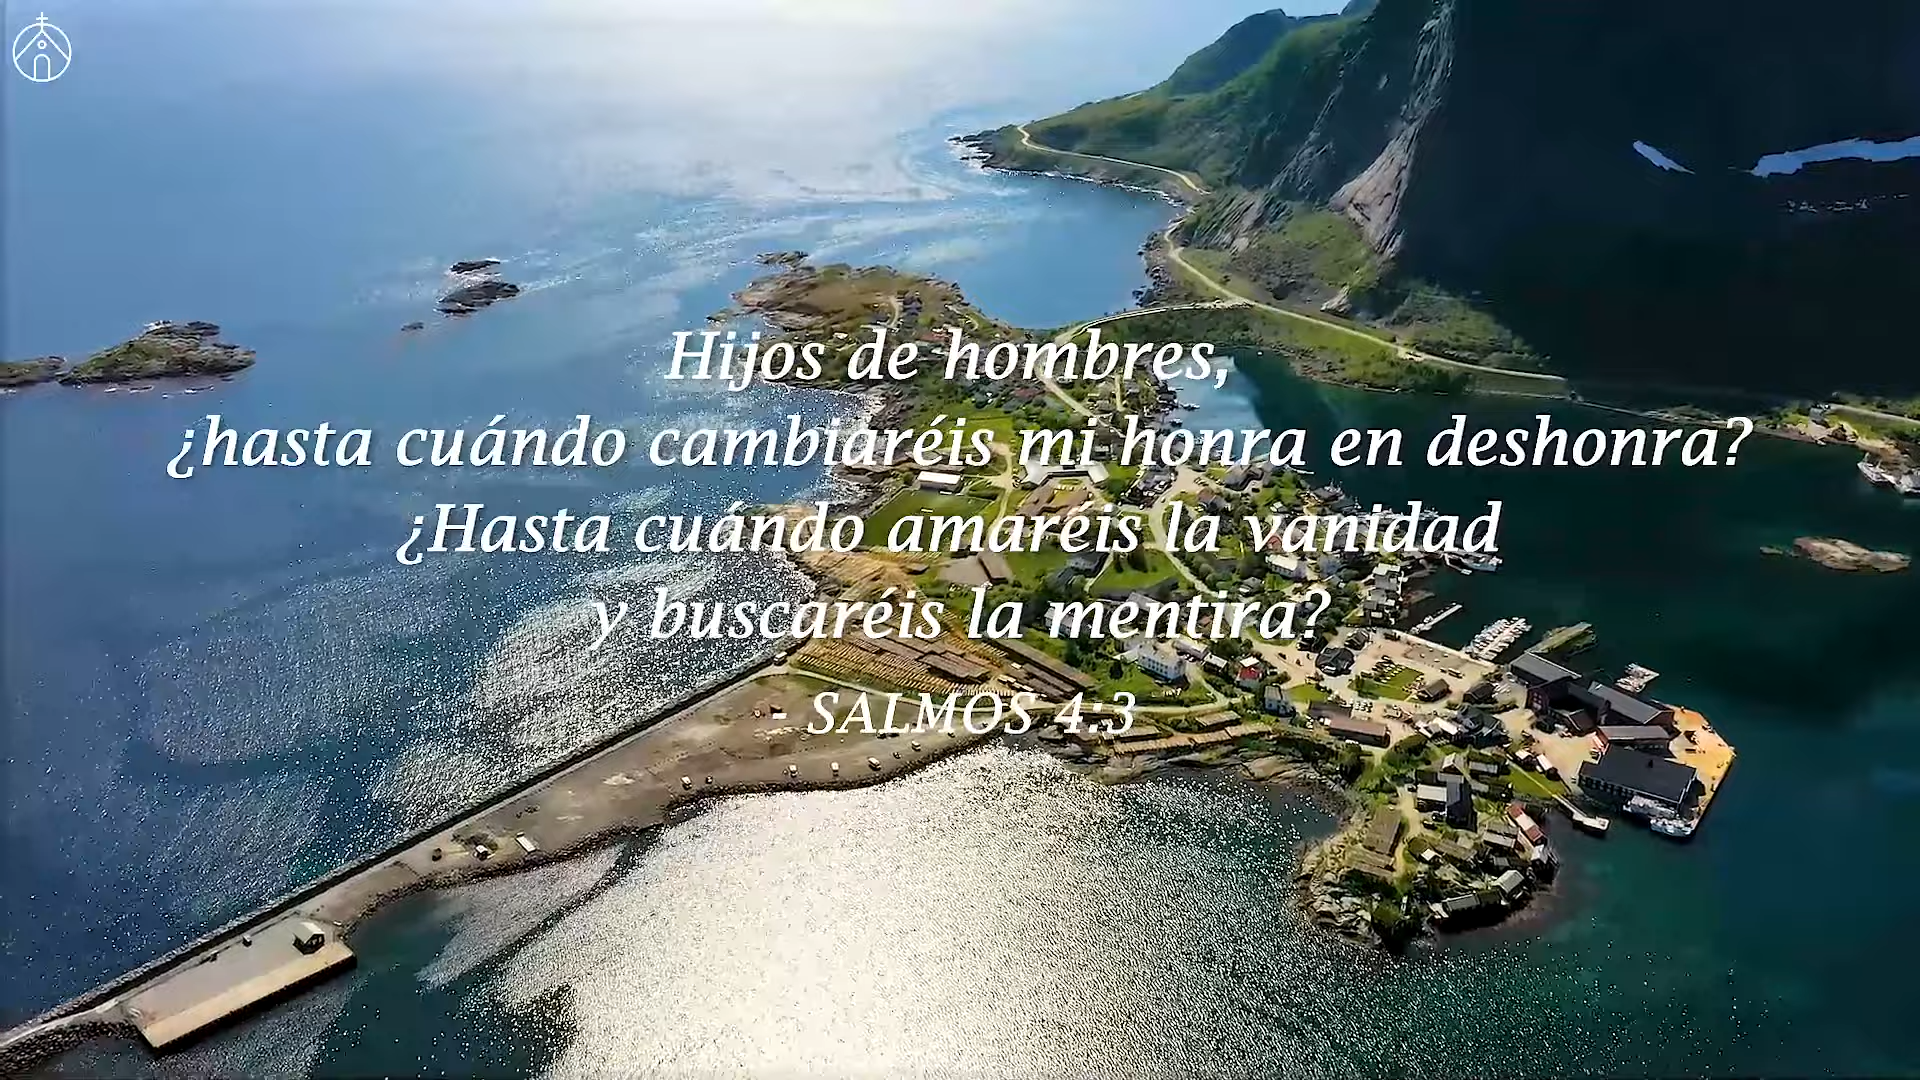 Hijos de hombres,
¿hasta cuándo cambiaréis mi honra en deshonra?
¿Hasta cuándo amaréis la vanidad
y buscaréis la mentira?
- SALMOS 4:3